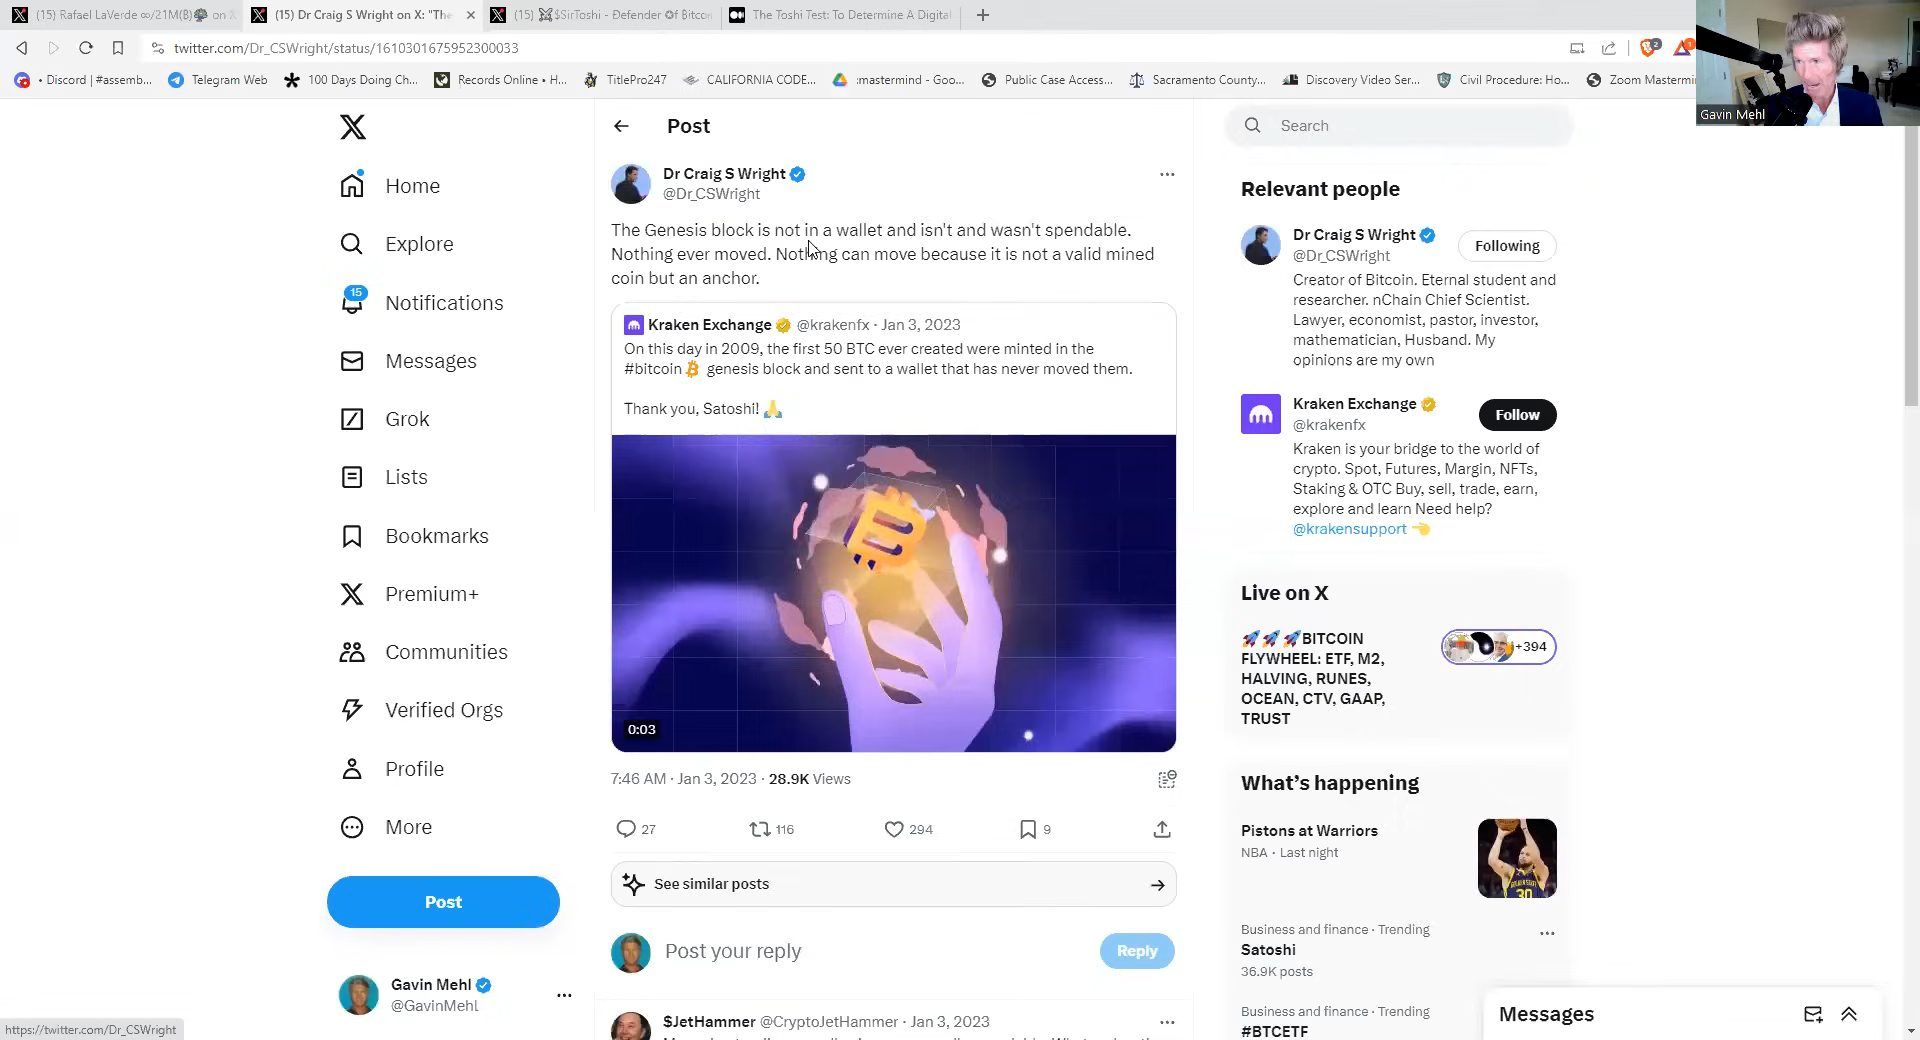 (15) Rafael LaVerde ∞/21M(₿) on X
(15) Dr Craig S Wright on X: "The
(15) $SirToshi - Đefender Of ₿itcoi
The Toshi Test: To Determine A Digital
twitter.com/Dr_CSWright/status/1610301675952300033
2
1
• Discord | #assemb...
Telegram Web
100 Days Doing Ch...
Records Online • H...
TitlePro247
CALIFORNIA CODE...
:mastermind - Goo...
Public Case Access...
Sacramento County...
Discovery Video Ser...
Civil Procedure: Ho...
Zoom Mastermi
Gavin Mehl
Home
Explore
15
Notifications
Messages
Grok
Lists
Bookmarks
Premium+
Communities
Verified Orgs
Profile
More
Post
Gavin Mehl
@GavinMehl
https://twitter.com/Dr_CSWright
Post
Dr Craig S Wright
@Dr_CSWright
The Genesis block is not in a wallet and isn't and wasn't spendable.
Nothing ever moved. Nothing can move because it is not a valid mined
coin but an anchor.
Kraken Exchange @krakenfx · Jan 3, 2023
On this day in 2009, the first 50 BTC ever created were minted in the
#bitcoin genesis block and sent to a wallet that has never moved them.
Thank you, Satoshi! 🙏
0:03
7:46 AM · Jan 3, 2023 · 28.9K Views
27
116
294
9
See similar posts
Post your reply
Reply
$JetHammer @CryptoJetHammer · Jan 3, 2023
Search
Relevant people
Dr Craig S Wright
@Dr_CSWright
Following
Creator of Bitcoin. Eternal student and
researcher. nChain Chief Scientist.
Lawyer, economist, pastor, investor,
mathematician, Husband. My
opinions are my own
Kraken Exchange
@krakenfx
Follow
Kraken is your bridge to the world of
crypto. Spot, Futures, Margin, NFTs,
Staking & OTC Buy, sell, trade, earn,
explore and learn Need help?
@krakensupport 👈
Live on X
🚀🚀🚀BITCOIN
FLYWHEEL: ETF, M2,
HALVING, RUNES,
OCEAN, CTV, GAAP,
TRUST
+394
What's happening
Pistons at Warriors
NBA · Last night
30
Business and finance · Trending
Satoshi
36.9K posts
Business and finance · Trending
#BTCETF
Messages